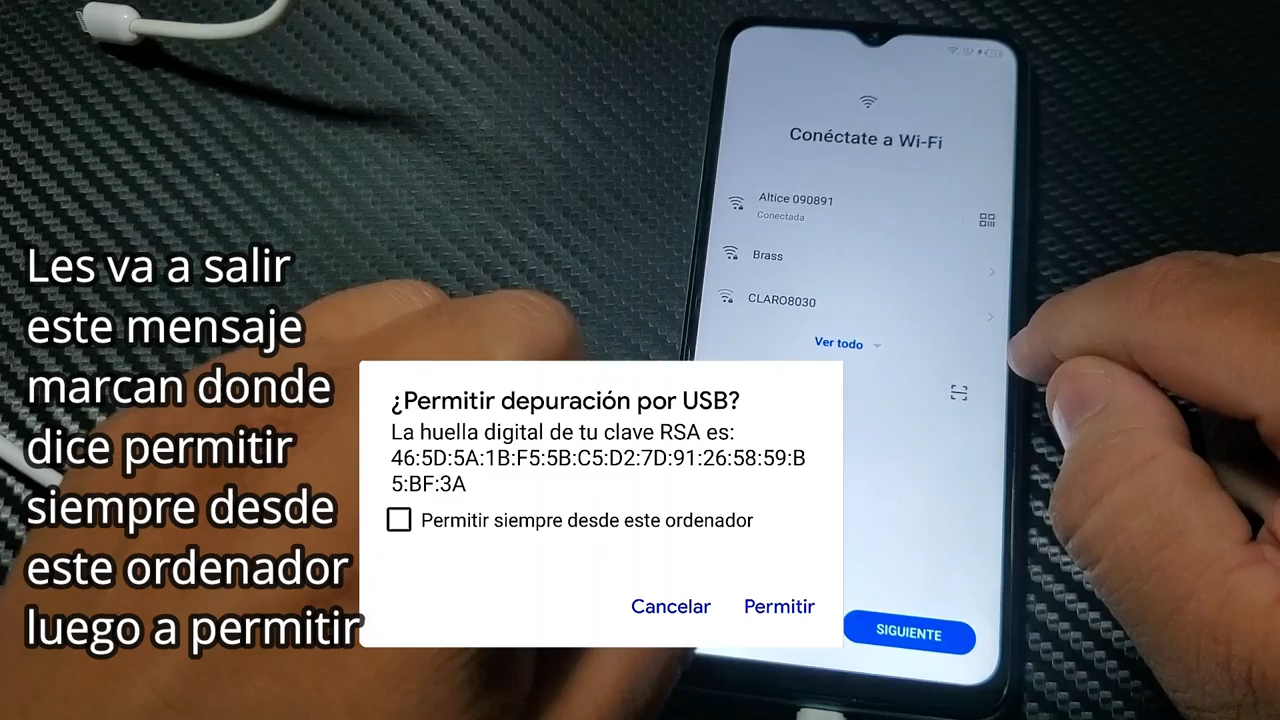 Conéctate a Wi-Fi
Altice 090891
Conectada
Brass
CLARO8030
Ver todo
SIGUIENTE
Les va a salir
este mensaje
marcan donde
dice permitir
siempre desde
este ordenador
luego a permitir
¿Permitir depuración por USB?
La huella digital de tu clave RSA es:
46:5D:5A:1B:F5:5B:C5:D2:7D:91:26:58:59:B
5:BF:3A
Permitir siempre desde este ordenador
Cancelar Permitir